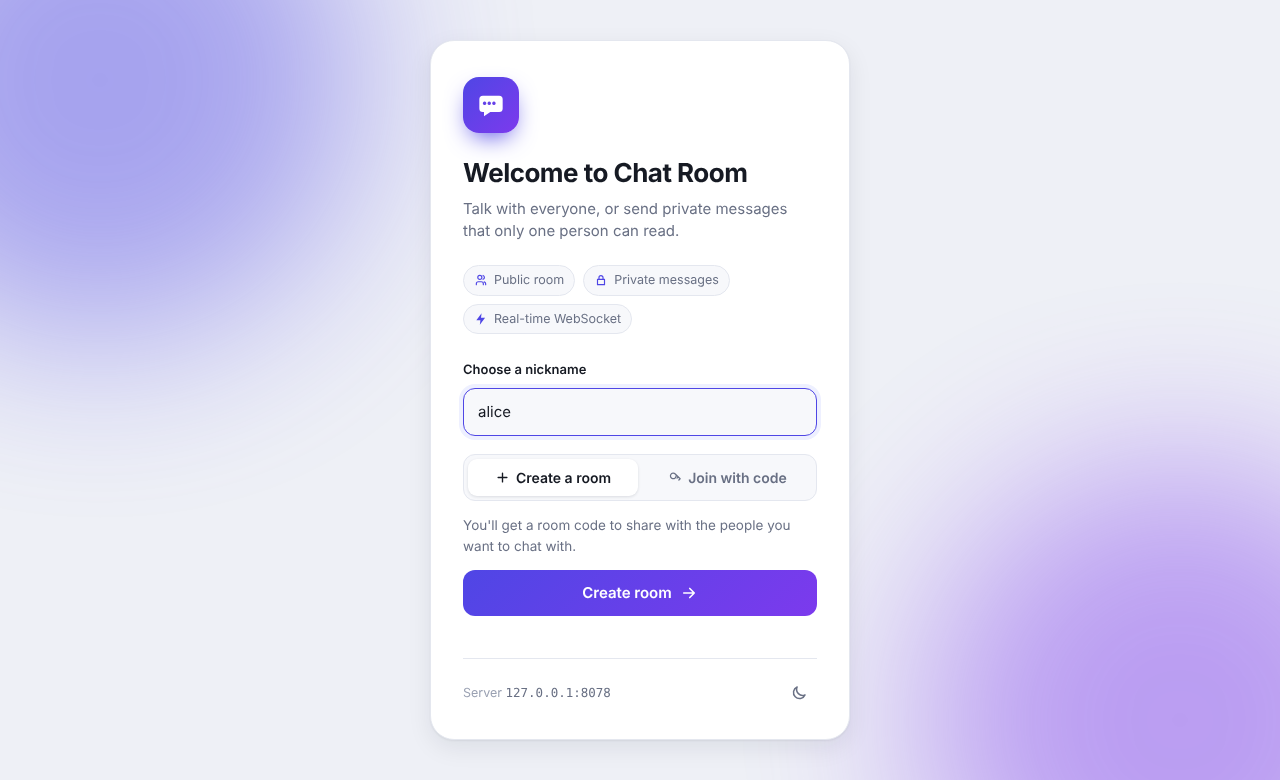 Welcome to Chat Room
Talk with everyone, or send private messages
that only one person can read.
Public room
Private messages
Real-time WebSocket
Choose a nickname
alice
Create a room
Join with code
You'll get a room code to share with the people you
want to chat with.
Create room
Server 127.0.0.1:8078